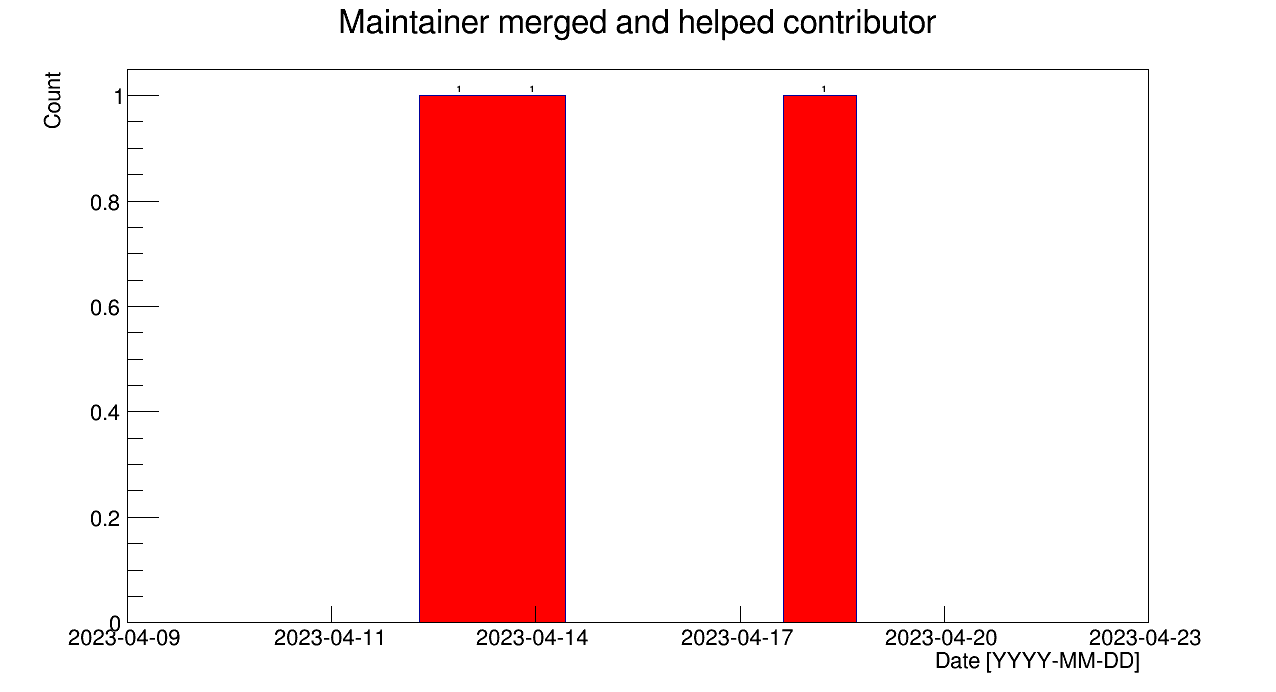 Maintainer merged and helped contributor
Count
1
0.8
0.6
0.4
0.2
0
1 1 1
2023-04-09 2023-04-11 2023-04-14 2023-04-17 2023-04-20 2023-04-23
Date [YYYY-MM-DD]